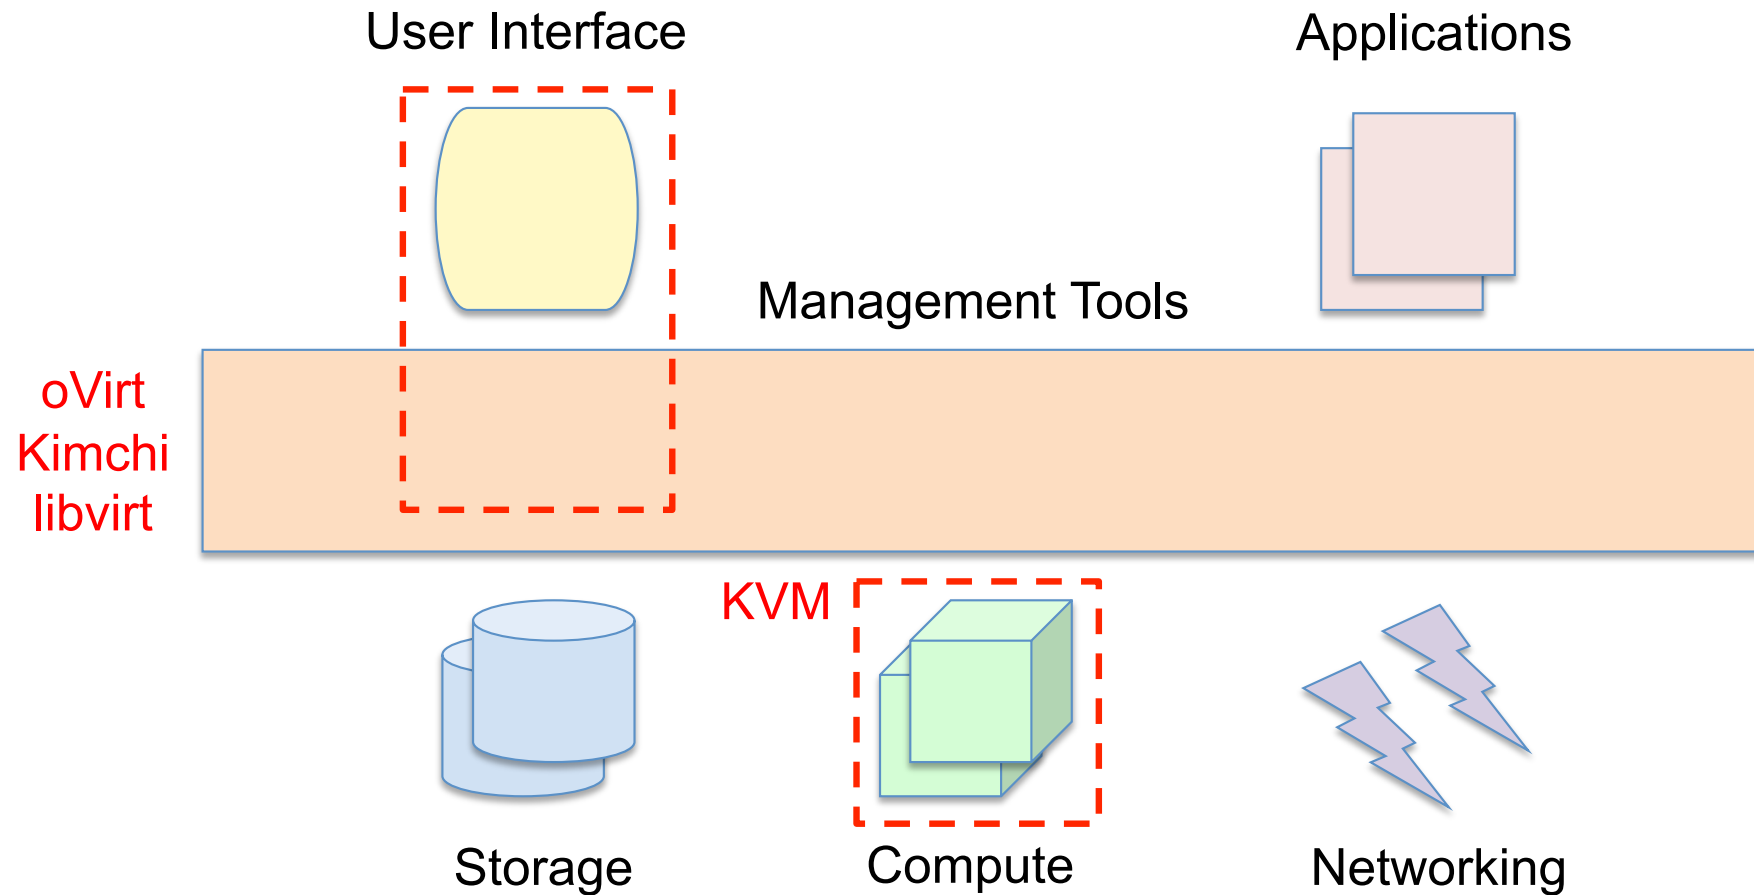 User Interface
Applications
Management Tools
oVirt
Kimchi
libvirt
KVM
Storage
Compute
Networking